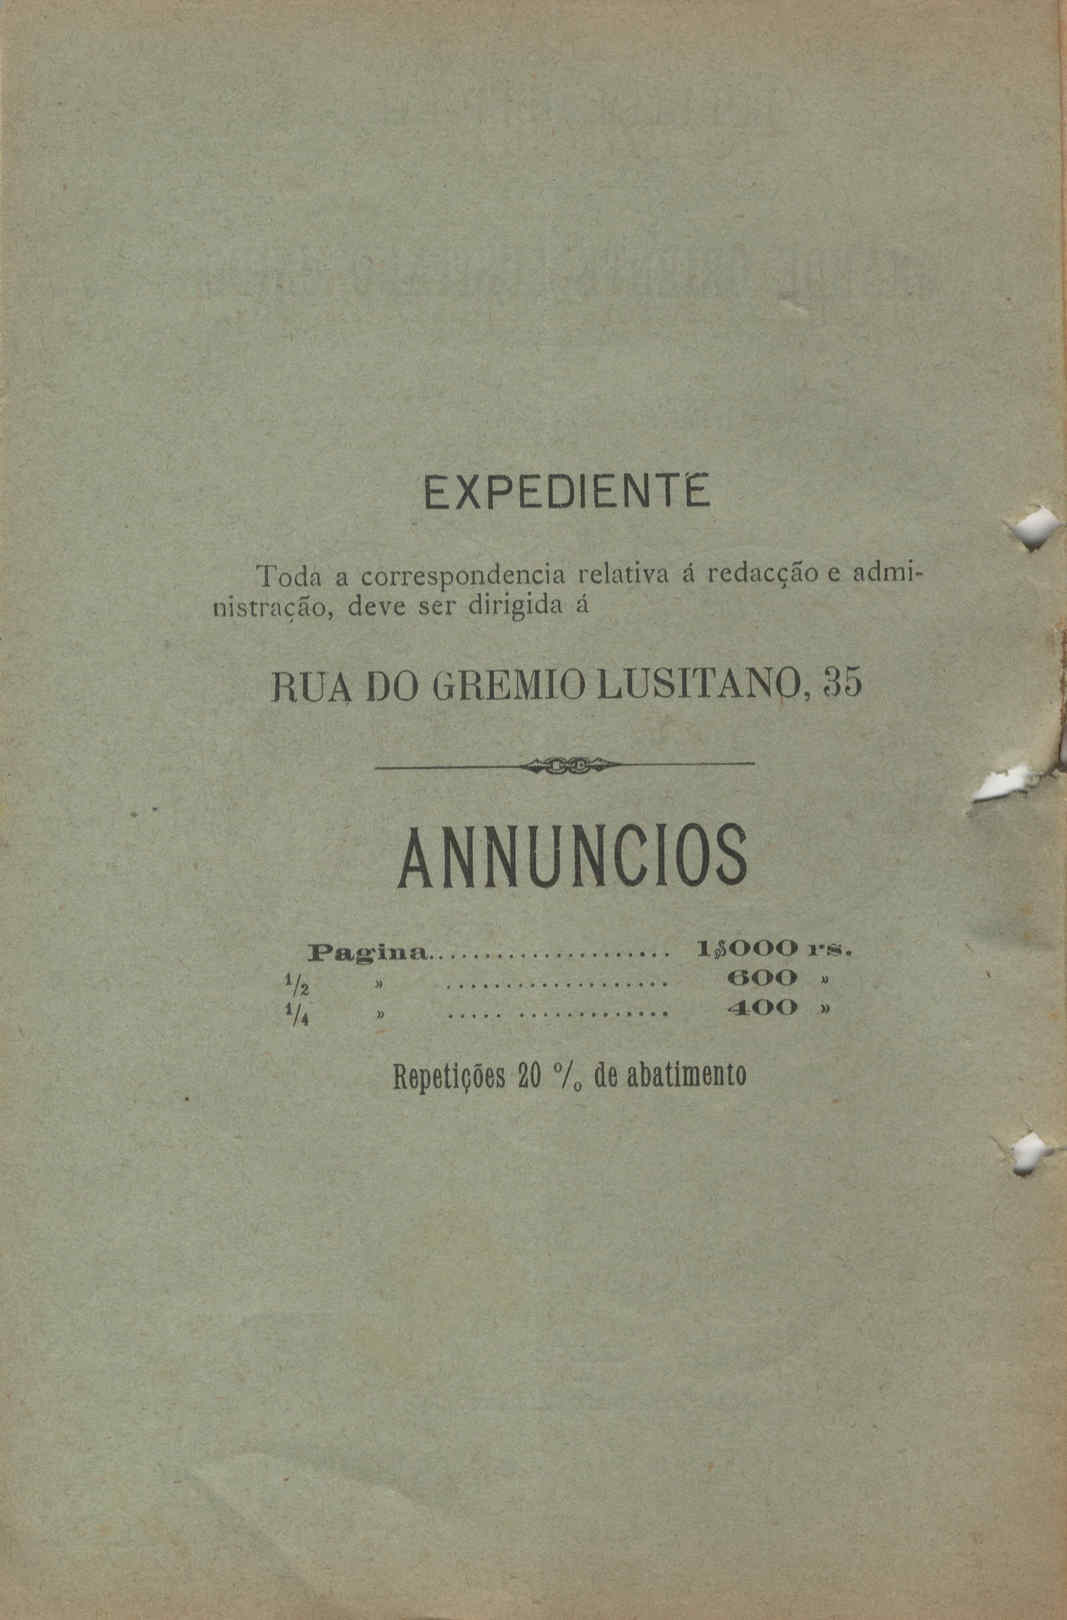 EXPEDIENTE
Toda a correspondencia relativa á redacção e admi-
nistração, deve ser dirigida á
RUA DO GREMIO LUSITANO, 35
ANNUNCIOS
Pagina...................... 1$000 rs.
1/2 » ................... 600 »
1/4 » ..... ............. 400 »
Repetições 20 % de abatimento